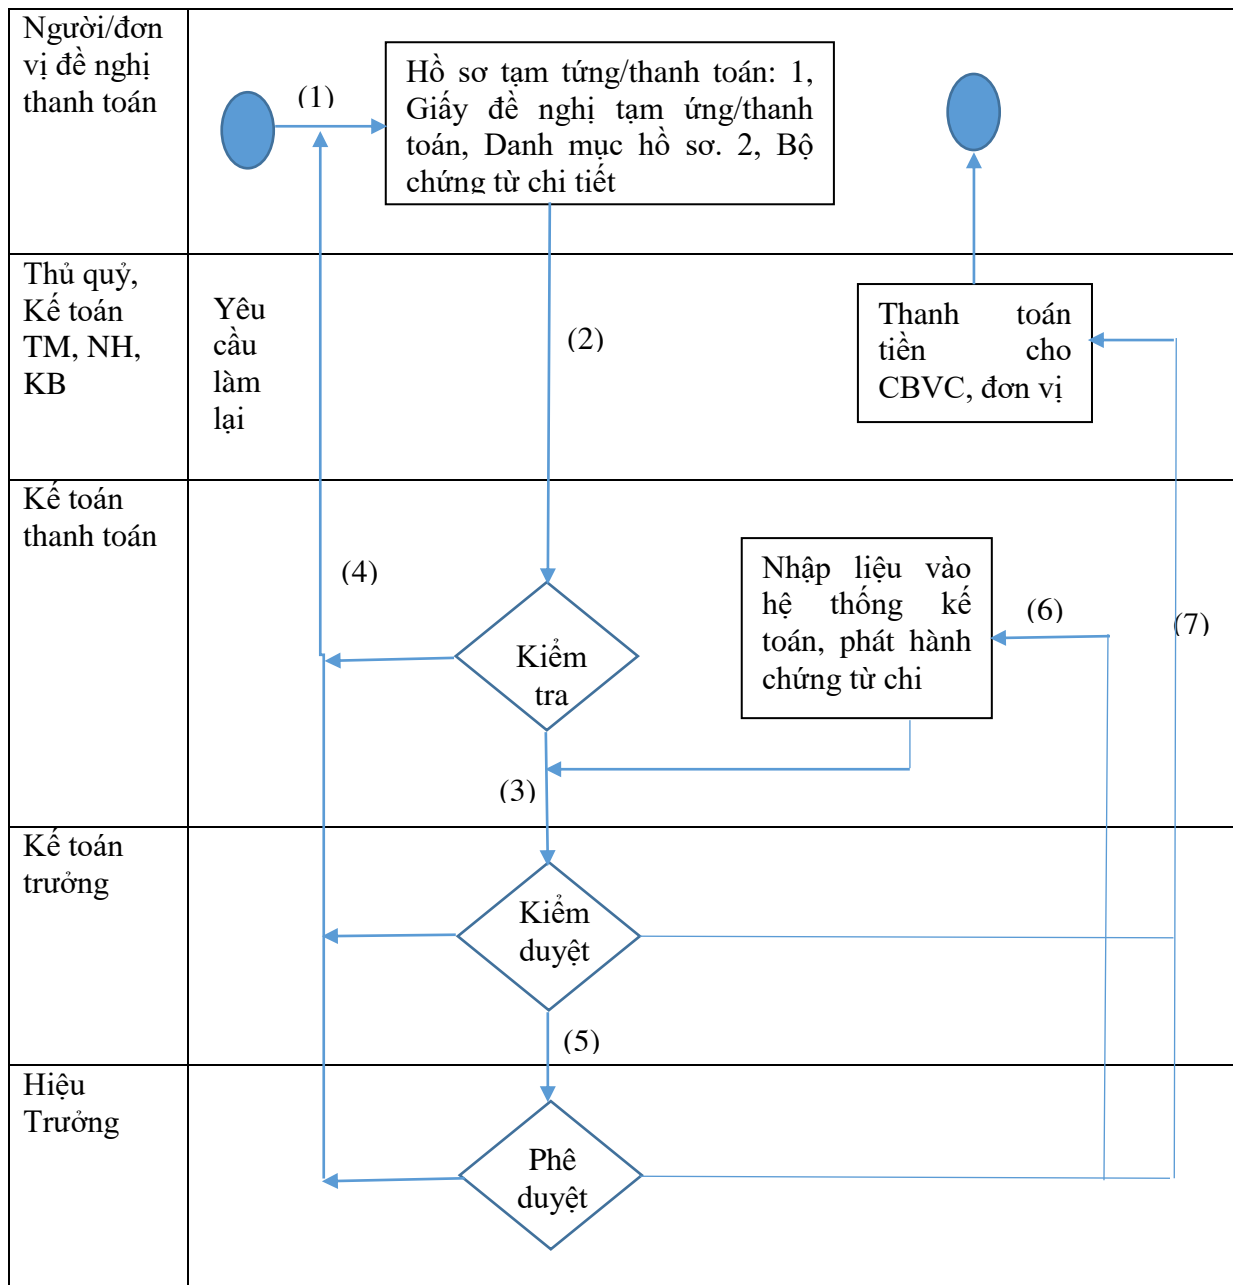 Người/đơn
vị đề nghị
thanh toán
(1)
Hồ sơ tạm tứng/thanh toán: 1,
Giấy đề nghị tạm ứng/thanh
toán, Danh mục hồ sơ. 2, Bộ
chứng từ chi tiết
Thủ quỷ,
Kế toán
TM, NH,
KB
Yêu
cầu
làm
lại
(2)
Thanh toán
tiền cho
CBVC, đơn vị
Kế toán
thanh toán
(4)
Kiểm
tra
Nhập liệu vào
hệ thống kế
toán, phát hành
chứng từ chi
(6)
(7)
(3)
Kế toán
trưởng
Kiểm
duyệt
(5)
Hiệu
Trưởng
Phê
duyệt